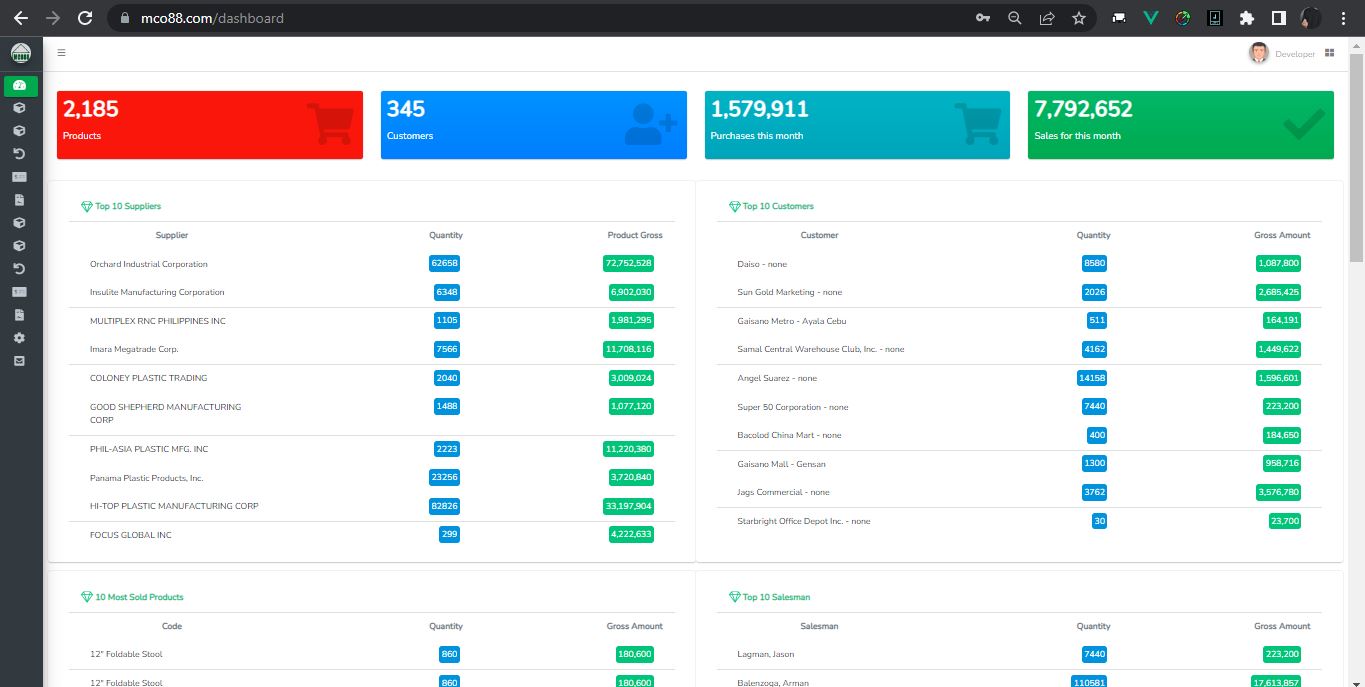 mco88.com/dashboard
Developer
2,185
Products
345
Customers
1,579,911
Purchases this month
7,792,652
Sales for this month
Top 10 Suppliers
Supplier Quantity Product Gross
Orchard Industrial Corporation 62658 72,752,528
Insulite Manufacturing Corporation 6348 6,902,030
MULTIPLEX RNC PHILIPPINES INC 1105 1,981,295
Imara Megatrade Corp. 7566 11,708,116
COLONEY PLASTIC TRADING 2040 3,009,024
GOOD SHEPHERD MANUFACTURING 1488 1,077,120
CORP
PHIL-ASIA PLASTIC MFG. INC 2223 11,220,380
Panama Plastic Products, Inc. 23256 3,720,840
HI-TOP PLASTIC MANUFACTURING CORP 82826 33,197,904
FOCUS GLOBAL INC 299 4,222,633
Top 10 Customers
Customer Quantity Gross Amount
Daiso - none 8580 1,087,800
Sun Gold Marketing - none 2026 2,685,425
Gaisano Metro - Ayala Cebu 511 164,191
Samal Central Warehouse Club, Inc. - none 4162 1,449,622
Angel Suarez - none 14158 1,596,601
Super 50 Corporation - none 7440 223,200
Bacolod China Mart - none 400 184,650
Gaisano Mall - Gensan 1300 958,716
Jags Commercial - none 3762 3,576,780
Starbright Office Depot Inc. - none 30 23,700
10 Most Sold Products
Code Quantity Gross Amount
12" Foldable Stool 860 180,600
12" Foldable Stool 860 180,600
Top 10 Salesman
Salesman Quantity Gross Amount
Lagman, Jason 7440 223,200
Balenzoga, Arman 110581 17,613,857